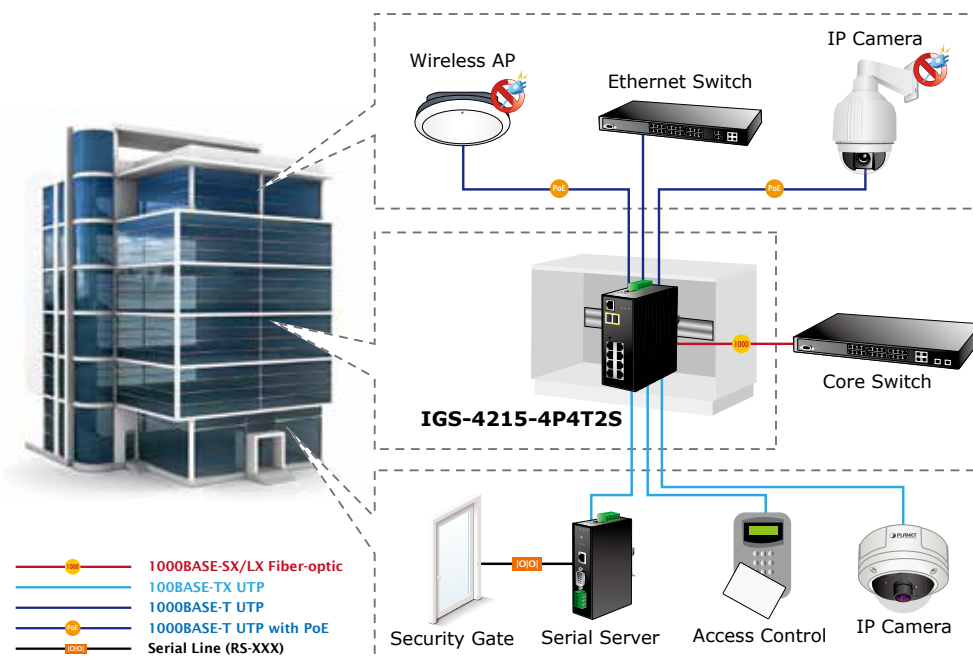 IP Camera
Wireless AP
Ethernet Switch
PoE
PoE
1000
Core Switch
IGS-4215-4P4T2S
PLANET
|O|O|
Security Gate
Serial Server
Access Control
IP Camera
1000 1000BASE-SX/LX Fiber-optic
100BASE-TX UTP
1000BASE-T UTP
PoE 1000BASE-T UTP with PoE
|O|O| Serial Line (RS-XXX)